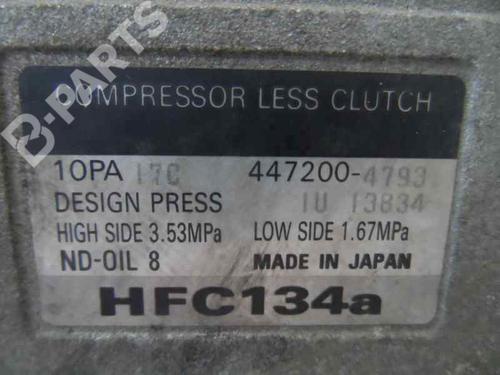 B-PARTS
COMPRESSOR LESS CLUTCH
10PA 17C 447200-4793
DESIGN PRESS 1U 13834
HIGH SIDE 3.53MPa LOW SIDE 1.67MPa
ND-OIL 8 MADE IN JAPAN
HFC134a